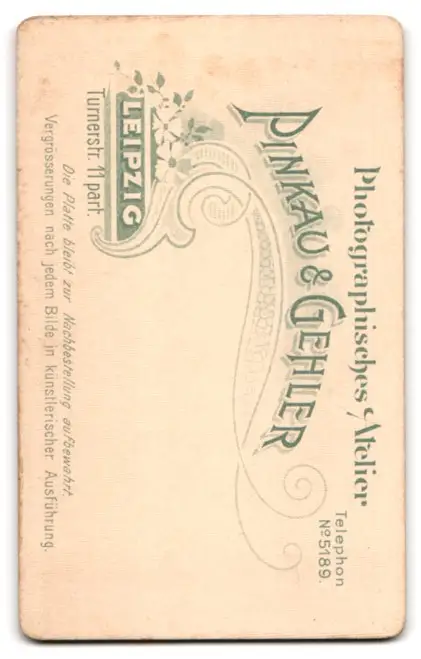 Photographisches Atelier
Telephon
No 5189.
PINKAU & GEHLER
LEIPZIG
Turnerstr. 11 part.
Die Platte bleibt zur Nachbestellung aufbewahrt.
Vergrösserungen nach jedem Bilde in künstlerischer Ausführung.